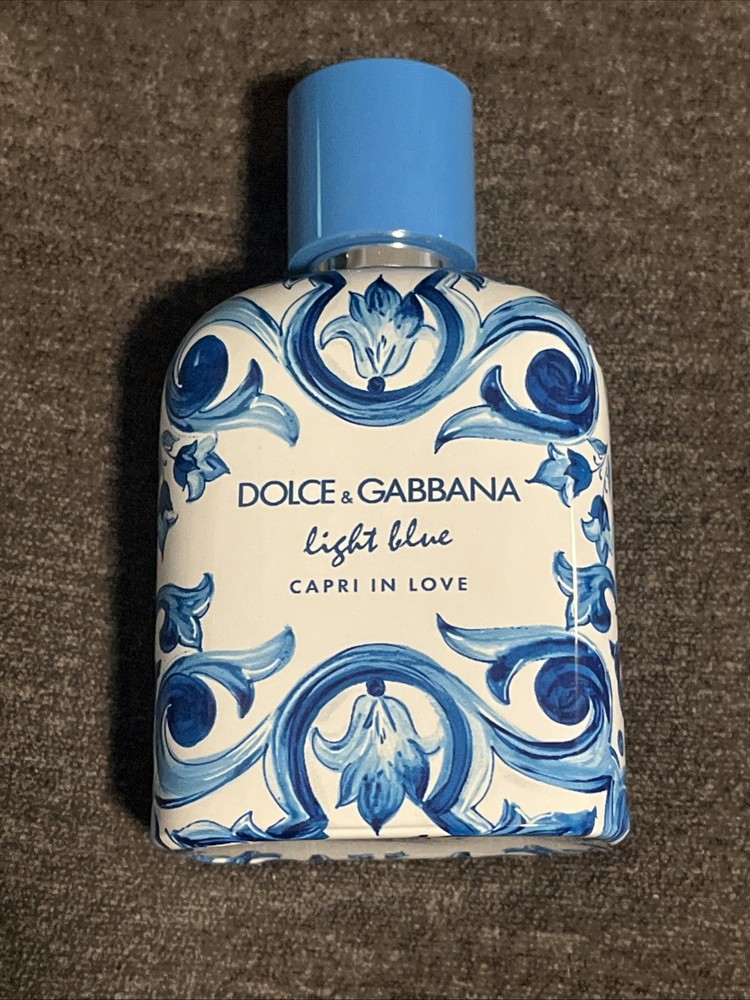 DOLCE & GABBANA
light blue
CAPRI IN LOVE